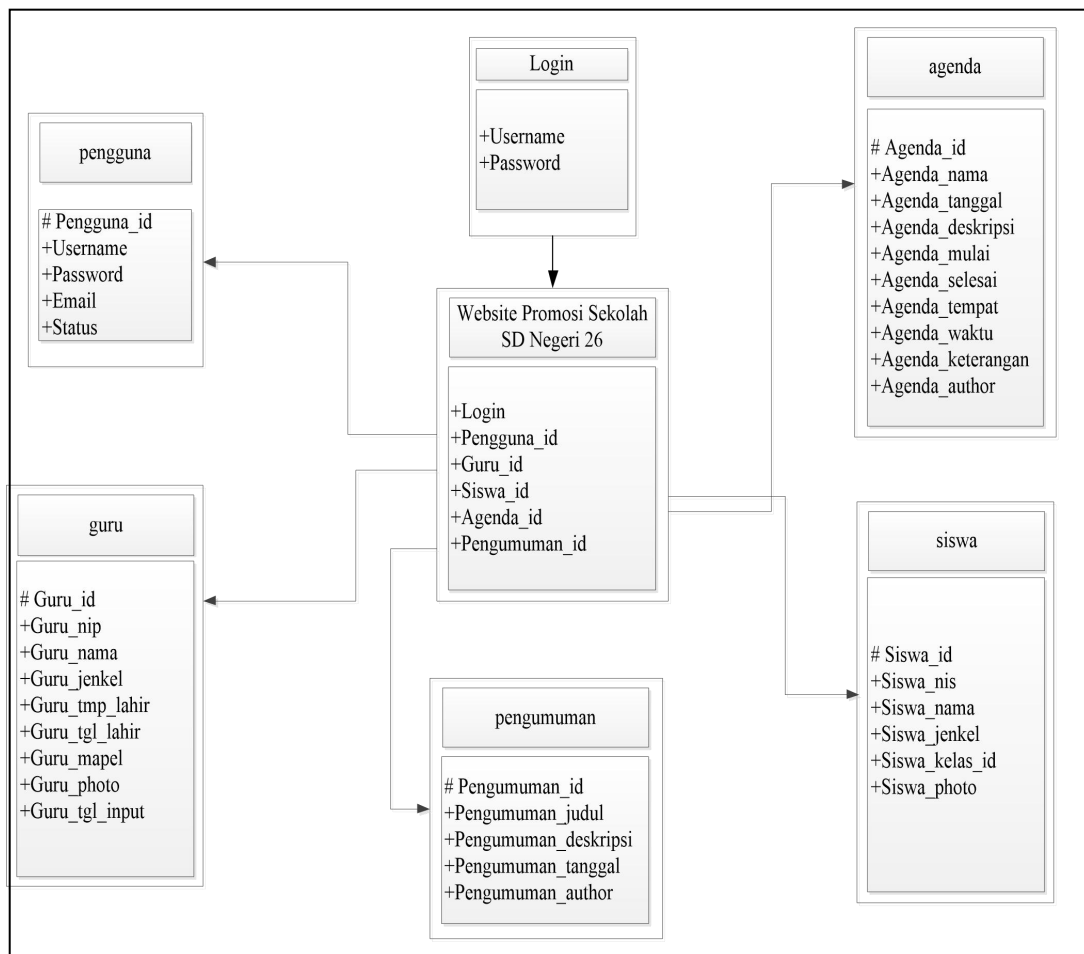 Login
+Username
+Password
agenda
# Agenda_id
+Agenda_nama
+Agenda_tanggal
+Agenda_deskripsi
+Agenda_mulai
+Agenda_selesai
+Agenda_tempat
+Agenda_waktu
+Agenda_keterangan
+Agenda_author
pengguna
# Pengguna_id
+Username
+Password
+Email
+Status
Website Promosi Sekolah
SD Negeri 26
+Login
+Pengguna_id
+Guru_id
+Siswa_id
+Agenda_id
+Pengumuman_id
guru
# Guru_id
+Guru_nip
+Guru_nama
+Guru_jenkel
+Guru_tmp_lahir
+Guru_tgl_lahir
+Guru_mapel
+Guru_photo
+Guru_tgl_input
siswa
# Siswa_id
+Siswa_nis
+Siswa_nama
+Siswa_jenkel
+Siswa_kelas_id
+Siswa_photo
pengumuman
# Pengumuman_id
+Pengumuman_judul
+Pengumuman_deskripsi
+Pengumuman_tanggal
+Pengumuman_author